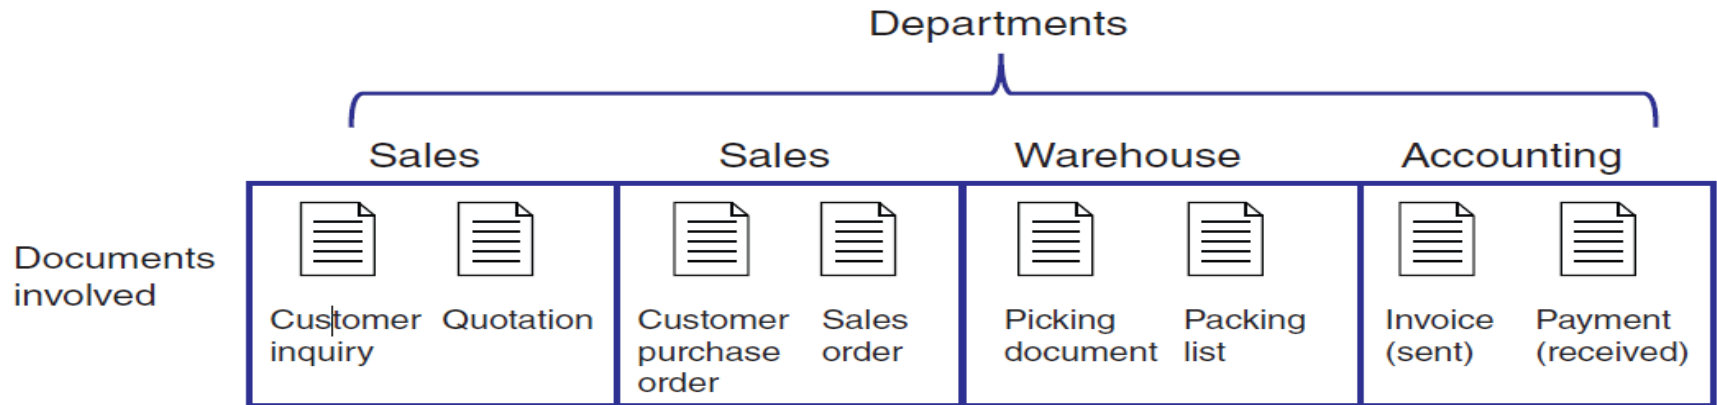 Departments
Sales
Sales
Warehouse
Accounting
Documents
involved
Customer
inquiry
Quotation
Customer
purchase
order
Sales
order
Picking
document
Packing
list
Invoice
(sent)
Payment
(received)